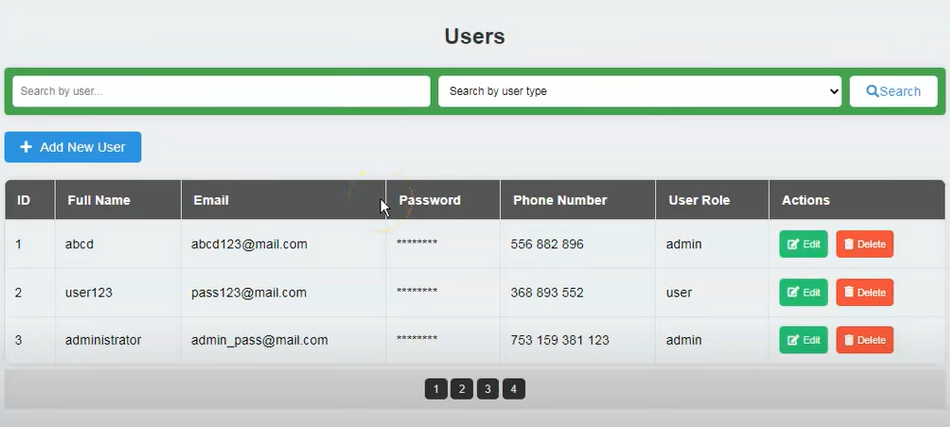 Users
Search by user... Search by user type Search
Add New User
ID Full Name Email Password Phone Number User Role Actions
1 abcd abcd123@mail.com ******** 556 882 896 admin Edit Delete
2 user123 pass123@mail.com ******** 368 893 552 user Edit Delete
3 administrator admin_pass@mail.com ******** 753 159 381 123 admin Edit Delete
1 2 3 4